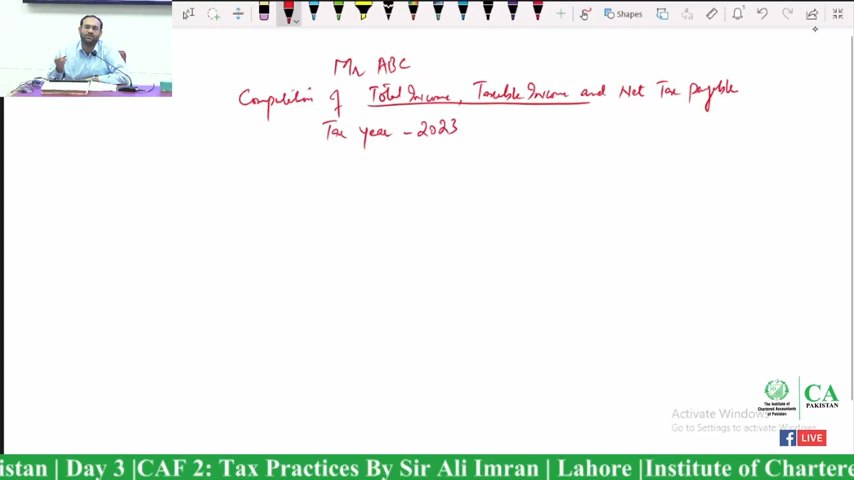 Shapes
Mr ABC
Computation of Total Income, Taxable Income and Net Tax Payable
Tax year - 2023
The Institute of
Chartered Accountants
of Pakistan
CA
PAKISTAN
Activate Windows
Go to Settings to activate Windows.
LIVE
istan | Day 3 |CAF 2: Tax Practices By Sir Ali Imran | Lahore |Institute of Chartere